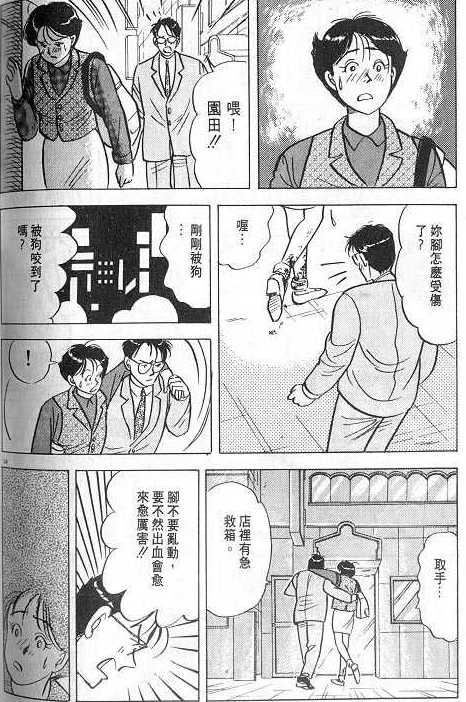 喂！
園田！！
妳腳怎麼受傷
了？
喔…
剛剛被狗
…
被狗咬到了
嗎？
！
取手…
店裡有急
救箱。
腳不要亂動，
要不然出血會愈
來愈厲害！！